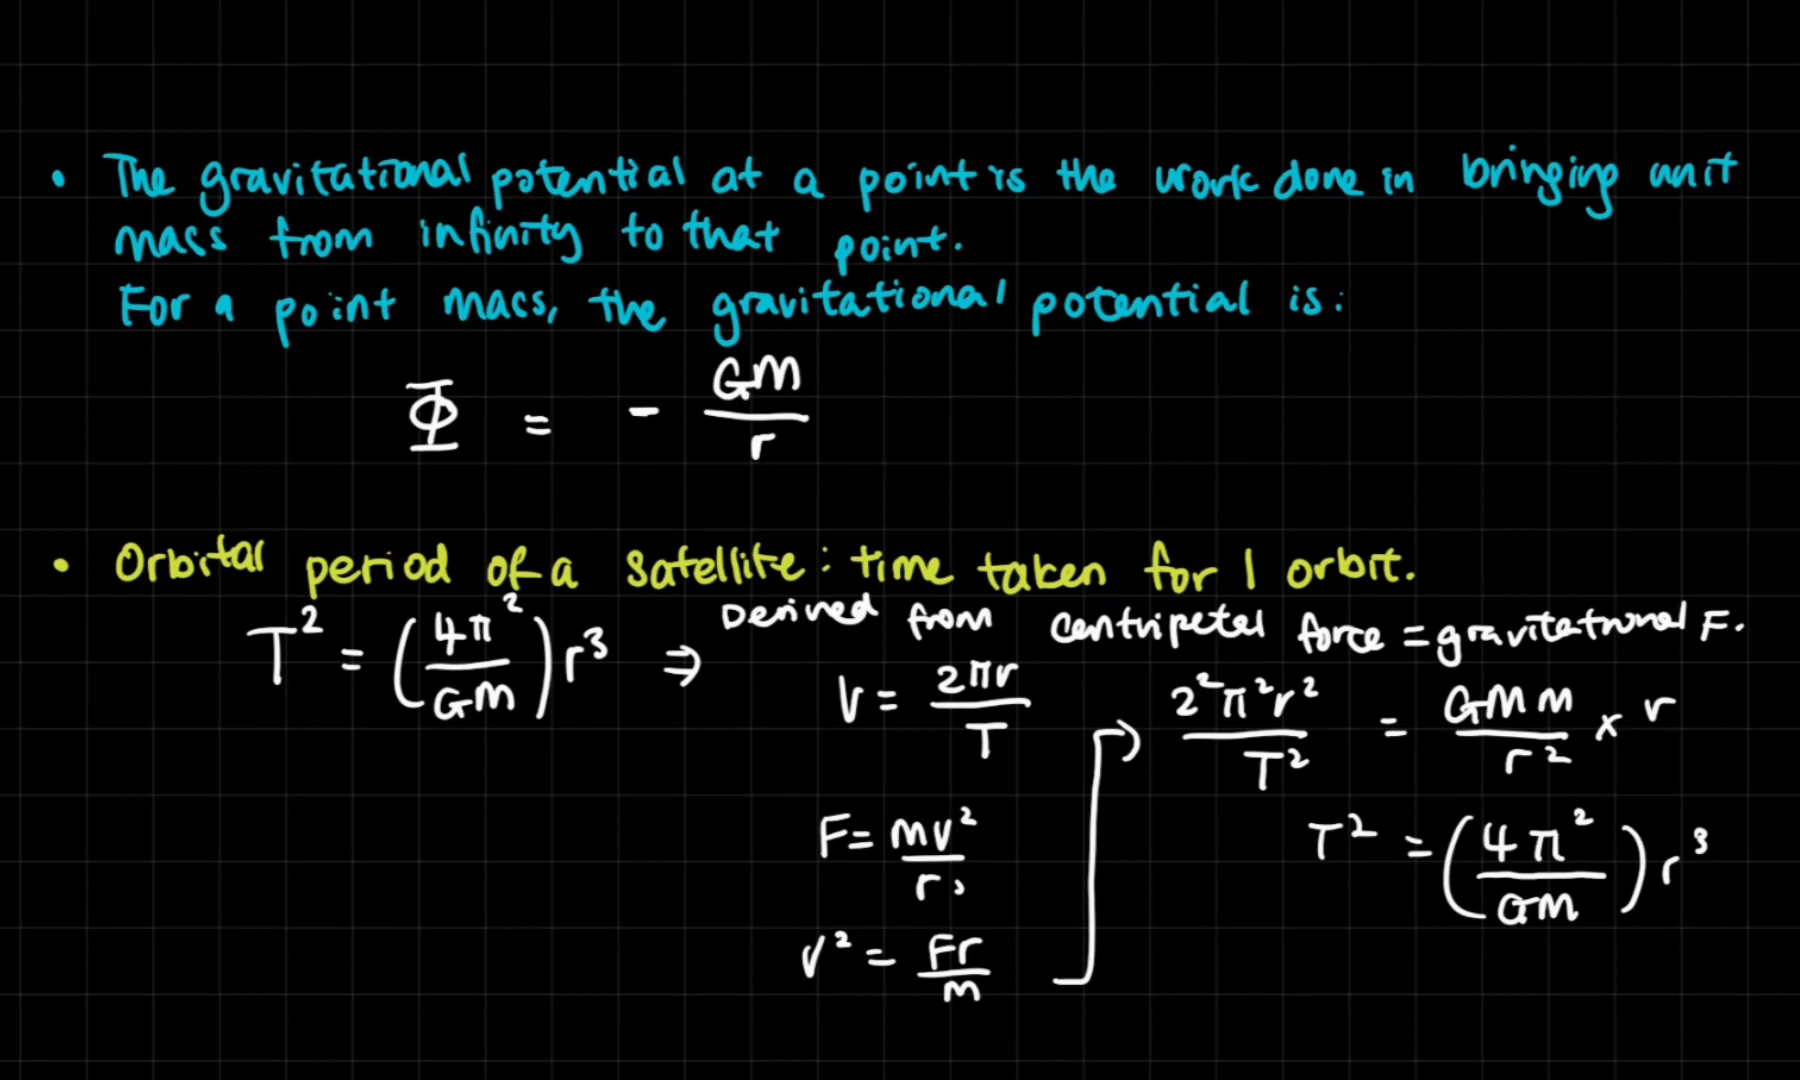 • The gravitational potential at a point is the work done in bringing unit
mass from infinity to that point.
For a point mass, the gravitational potential is:
Φ = - GM/r
• Orbital period of a satellite: time taken for 1 orbit.
T² = (4π²/GM) r³ ⇒ Derived from centripetal force = gravitational F.
V = 2πr/T
F = mv²/r,
v² = Fr/m
2²π²r²/T² = GMm/r² × r
T² = (4π²/GM) r³